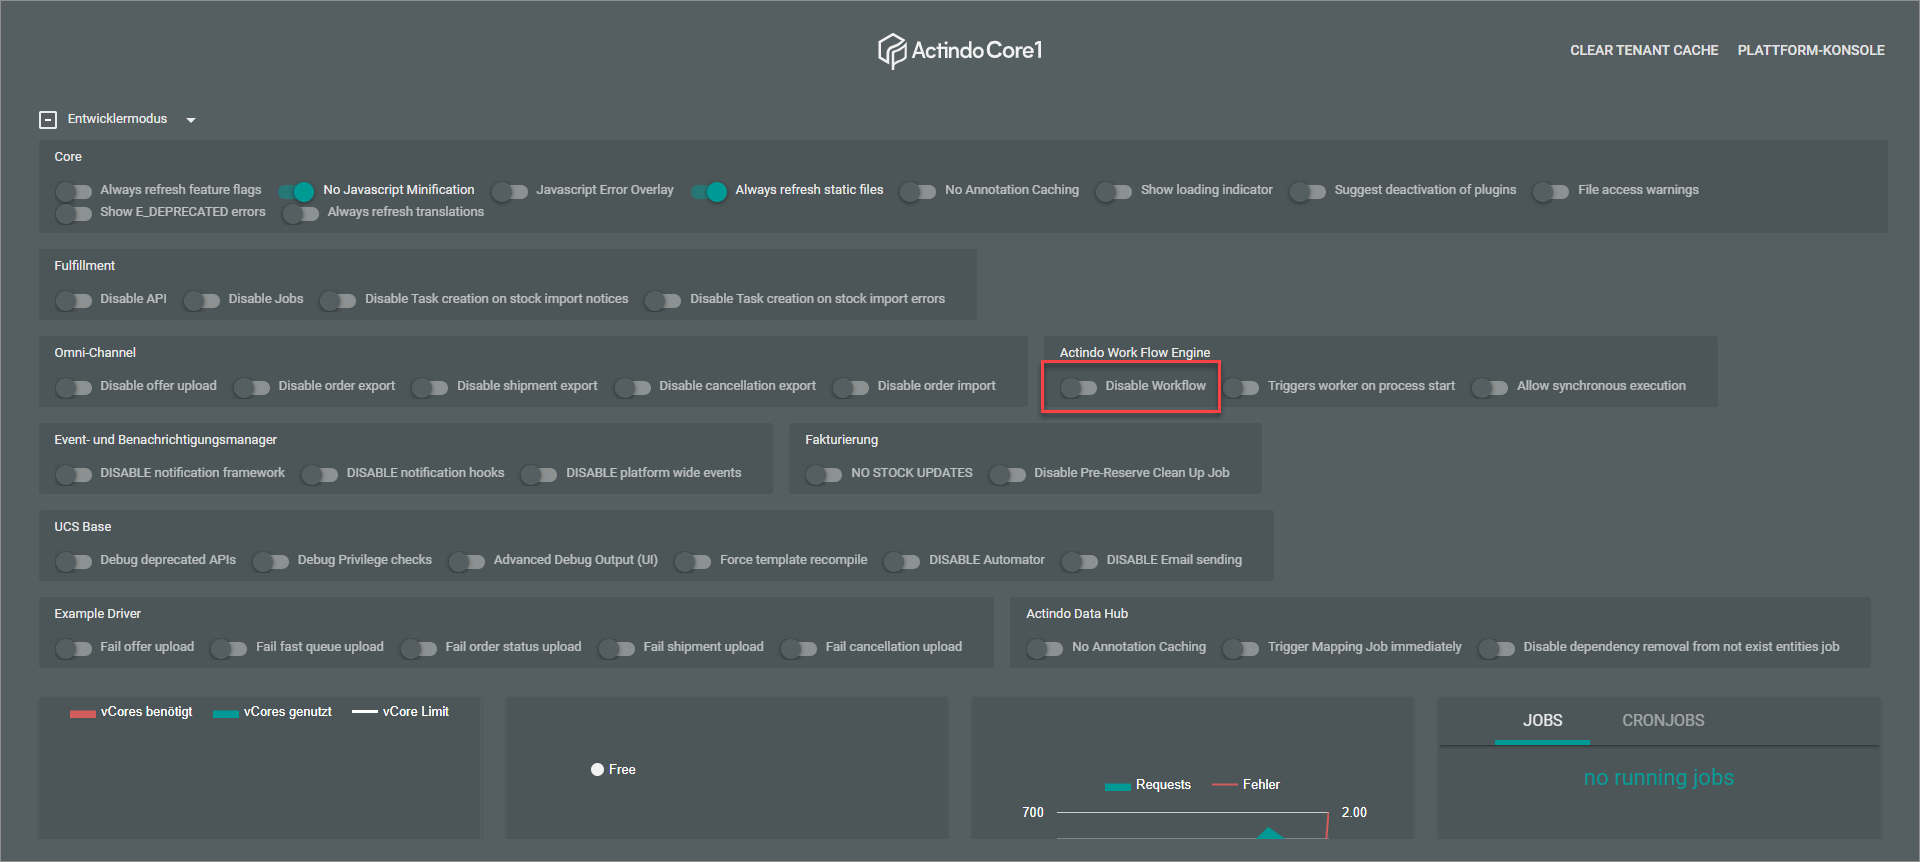 Actindo Core1
CLEAR TENANT CACHE PLATTFORM-KONSOLE
Entwicklermodus
Core
Always refresh feature flags No Javascript Minification Javascript Error Overlay Always refresh static files No Annotation Caching Show loading indicator Suggest deactivation of plugins File access warnings
Show E_DEPRECATED errors Always refresh translations
Fulfillment
Disable API Disable Jobs Disable Task creation on stock import notices Disable Task creation on stock import errors
Omni-Channel
Disable offer upload Disable order export Disable shipment export Disable cancellation export Disable order import
Actindo Work Flow Engine
Disable Workflow Triggers worker on process start Allow synchronous execution
Event- und Benachrichtigungsmanager
DISABLE notification framework DISABLE notification hooks DISABLE platform wide events
Fakturierung
NO STOCK UPDATES Disable Pre-Reserve Clean Up Job
UCS Base
Debug deprecated APIs Debug Privilege checks Advanced Debug Output (UI) Force template recompile DISABLE Automator DISABLE Email sending
Example Driver
Fail offer upload Fail fast queue upload Fail order status upload Fail shipment upload Fail cancellation upload
Actindo Data Hub
No Annotation Caching Trigger Mapping Job immediately Disable dependency removal from not exist entities job
vCores benötigt vCores genutzt vCore Limit
Free
Requests Fehler
700 2.00
JOBS CRONJOBS
no running jobs